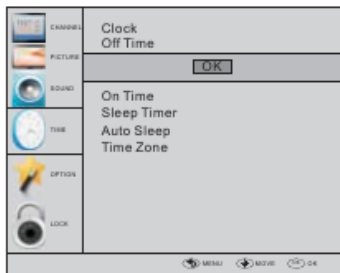 CHANNEL
PICTURE
SOUND
TIME
OPTION
LOCK
Clock
Off Time
OK
On Time
Sleep Timer
Auto Sleep
Time Zone
MENU MOVE OK